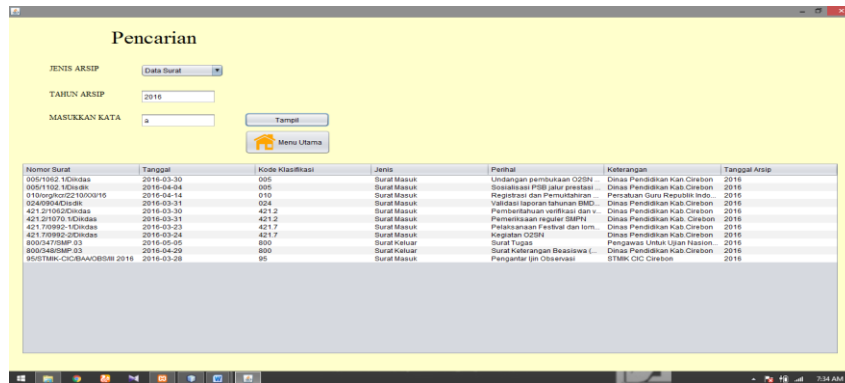 Pencarian
JENIS ARSIP Data Surat
TAHUN ARSIP 2016
MASUKKAN KATA a Tampil
Menu Utama
Nomor Surat Tanggal Kode Klasifikasi Jenis Perihal Keterangan Tanggal Arsip
005/1062.1/Dikdas 2016-03-30 005 Surat Masuk Undangan pembukaan O2SN ... Dinas Pendidikan Kan.Cirebon 2016
005/1102.1/Disdik 2016-04-04 005 Surat Masuk Sosialisasi PSB jalur prestasi ... Dinas Pendidikan Kab.Cirebon 2016
010/org/kcr/2210/XXI/16 2016-04-14 010 Surat Masuk Registrasi dan Pemuktahiran ... Persatuan Guru Republik Indo... 2016
024/0904/Disdik 2016-03-31 024 Surat Masuk Validasi laporan tahunan BMD... Dinas Pendidikan Kab.Cirebon 2016
421.2/1062/Dikdas 2016-03-30 421.2 Surat Masuk Pemberitahuan verifikasi dan v... Dinas Pendidikan Kab.Cirebon 2016
421.2/1070.1/Dikdas 2016-03-31 421.2 Surat Masuk Pemeriksaan reguler SMPN Dinas Pendidikan Kab. Cirebon 2016
421.7/0992-1/Dikdas 2016-03-23 421.7 Surat Masuk Pelaksanaan Festival dan lom... Dinas Pendidikan Kab.Cirebon 2016
421.7/0992-2/Dikdas 2016-03-24 421.7 Surat Masuk Kegiatan O2SN Dinas Pendidikan Kab.Cirebon 2016
800/347/SMP.03 2016-05-05 800 Surat Keluar Surat Tugas Pengawas Untuk Ujian Nasion... 2016
800/348/SMP.03 2016-04-29 800 Surat Keluar Surat Keterangan Beasiswa (... Dinas Pendidikan Kab.Cirebon 2016
95/STMIK-CIC/BAA/OBS/III 2016 2016-03-28 95 Surat Masuk Pengantar Ijin Observasi STMIK CIC Cirebon 2016
7:34 AM